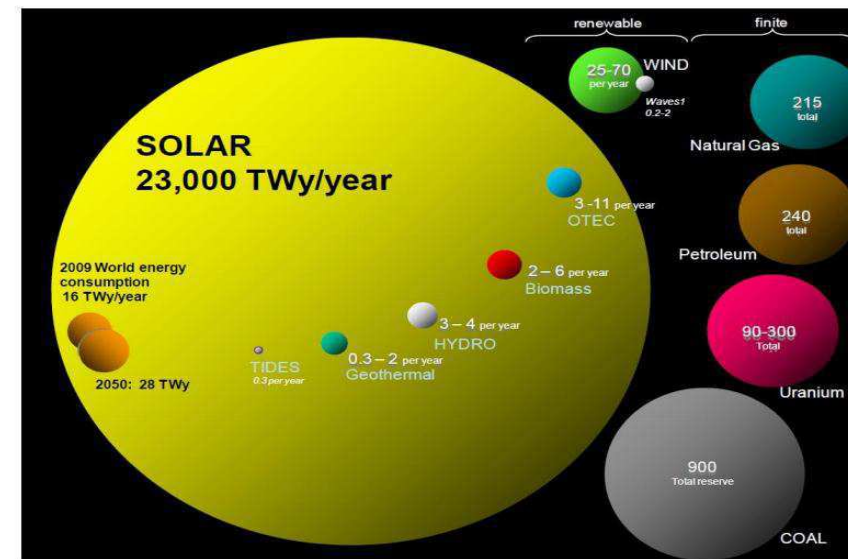 renewable
finite
25-70
per year
WIND
Waves1
0.2-2
215
total
Natural Gas
SOLAR
23,000 TWy/year
3 -11 per year
OTEC
240
total
Petroleum
2009 World energy
consumption
16 TWy/year
2 – 6 per year
Biomass
3 – 4 per year
HYDRO
90-300
Total
Uranium
TIDES
0.3 per year
0.3 – 2 per year
Geothermal
2050: 28 TWy
900
Total reserve
COAL